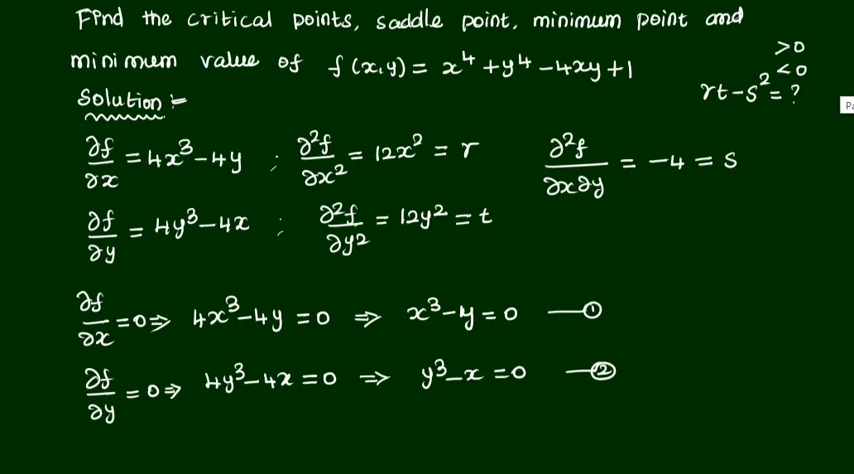 Find the critical points, saddle point, minimum point and
minimum value of f(x,y) = x⁴ + y⁴ - 4xy + 1
>0
<0
rt - s² = ?
Solution :-
∂f/∂x = 4x³ - 4y ; ∂²f/∂x² = 12x² = r ∂²f/∂x∂y = -4 = s
∂f/∂y = 4y³ - 4x ; ∂²f/∂y² = 12y² = t
∂f/∂x = 0 ⇒ 4x³ - 4y = 0 ⇒ x³ - y = 0 —①
∂f/∂y = 0 ⇒ 4y³ - 4x = 0 ⇒ y³ - x = 0 —②